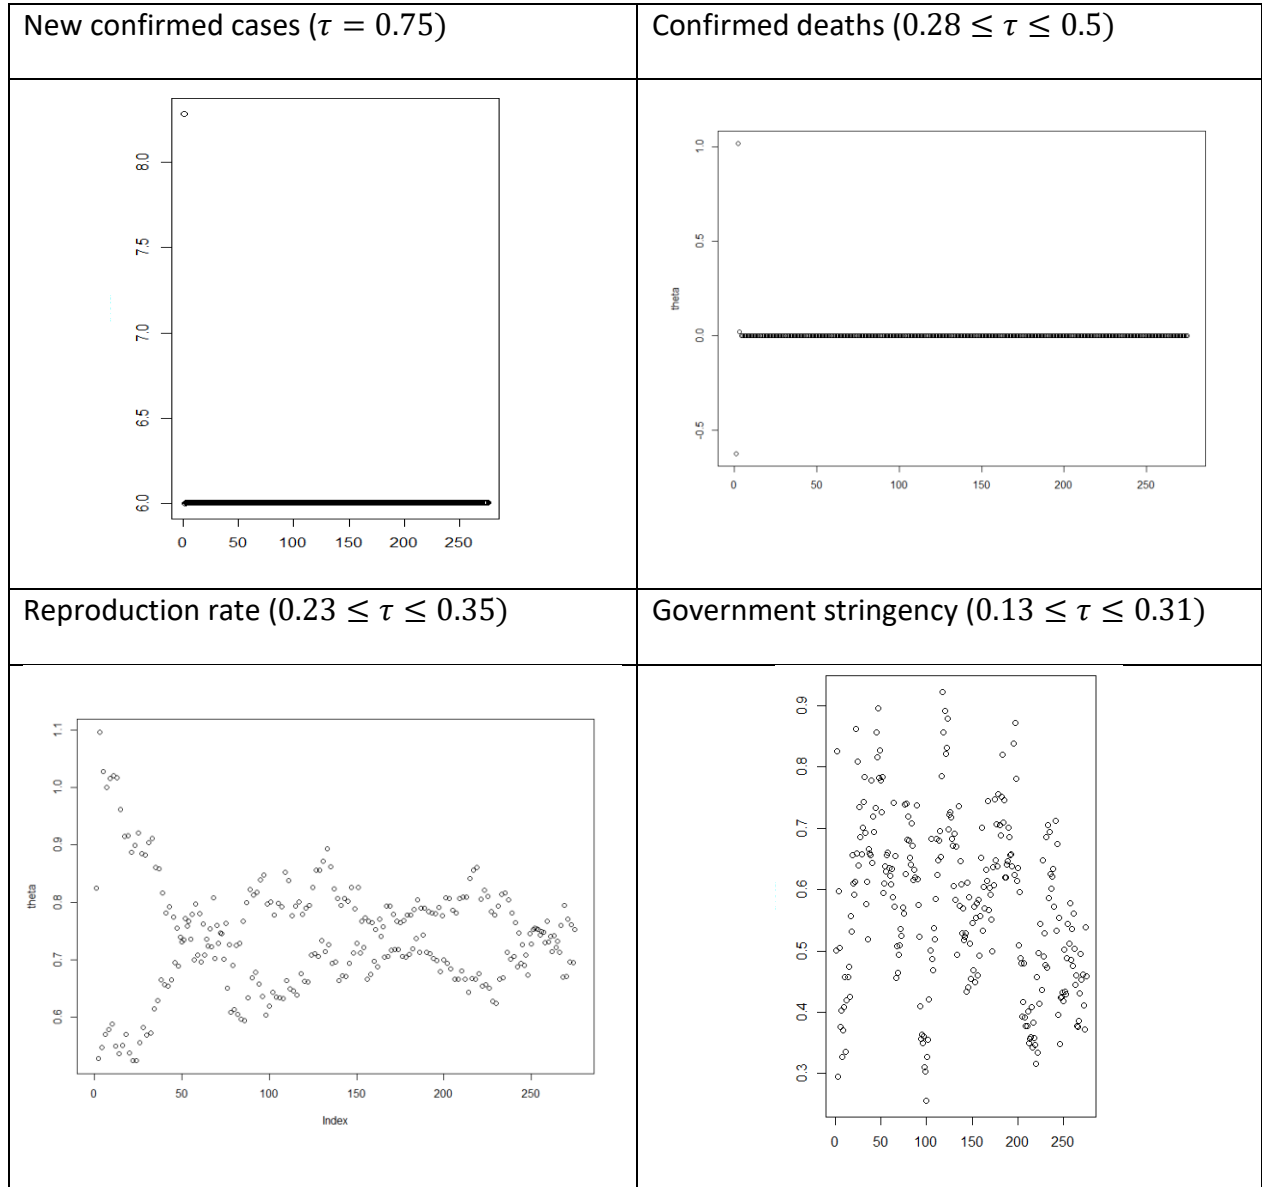 New confirmed cases (τ = 0.75)
Confirmed deaths (0.28 ≤ τ ≤ 0.5)
8.0
7.5
7.0
6.5
6.0
0 50 100 150 200 250
1.0
0.5
0.0
-0.5
theta
0 50 100 150 200 250
Reproduction rate (0.23 ≤ τ ≤ 0.35)
Government stringency (0.13 ≤ τ ≤ 0.31)
1.1
1.0
0.9
0.8
0.7
0.6
theta
0 50 100 150 200 250
Index
0.9
0.8
0.7
0.6
0.5
0.4
0.3
0 50 100 150 200 250